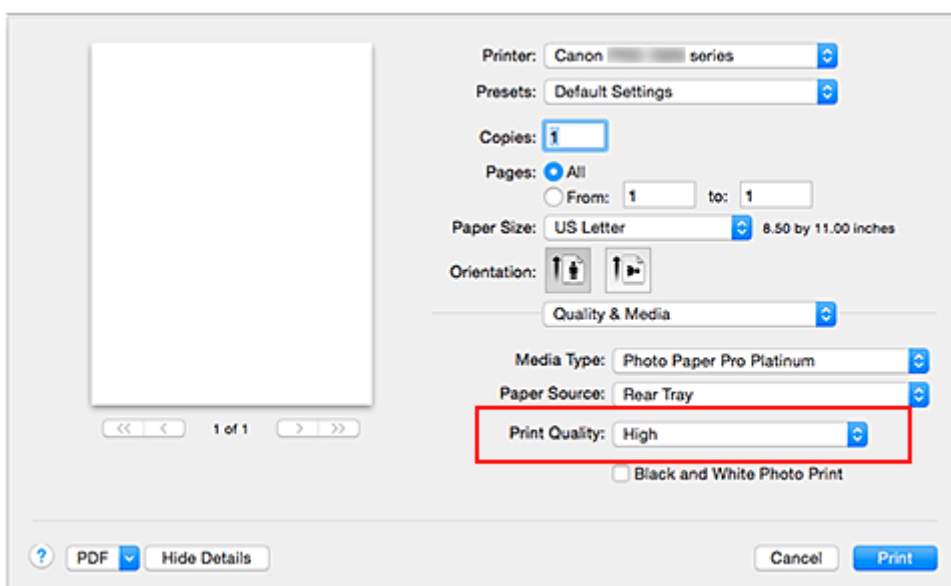 Printer: Canon series
Presets: Default Settings
Copies: 1
Pages: All
From: 1 to: 1
Paper Size: US Letter 8.50 by 11.00 inches
Orientation:
Quality & Media
Media Type: Photo Paper Pro Platinum
Paper Source: Rear Tray
1 of 1
Print Quality: High
Black and White Photo Print
? PDF Hide Details Cancel Print